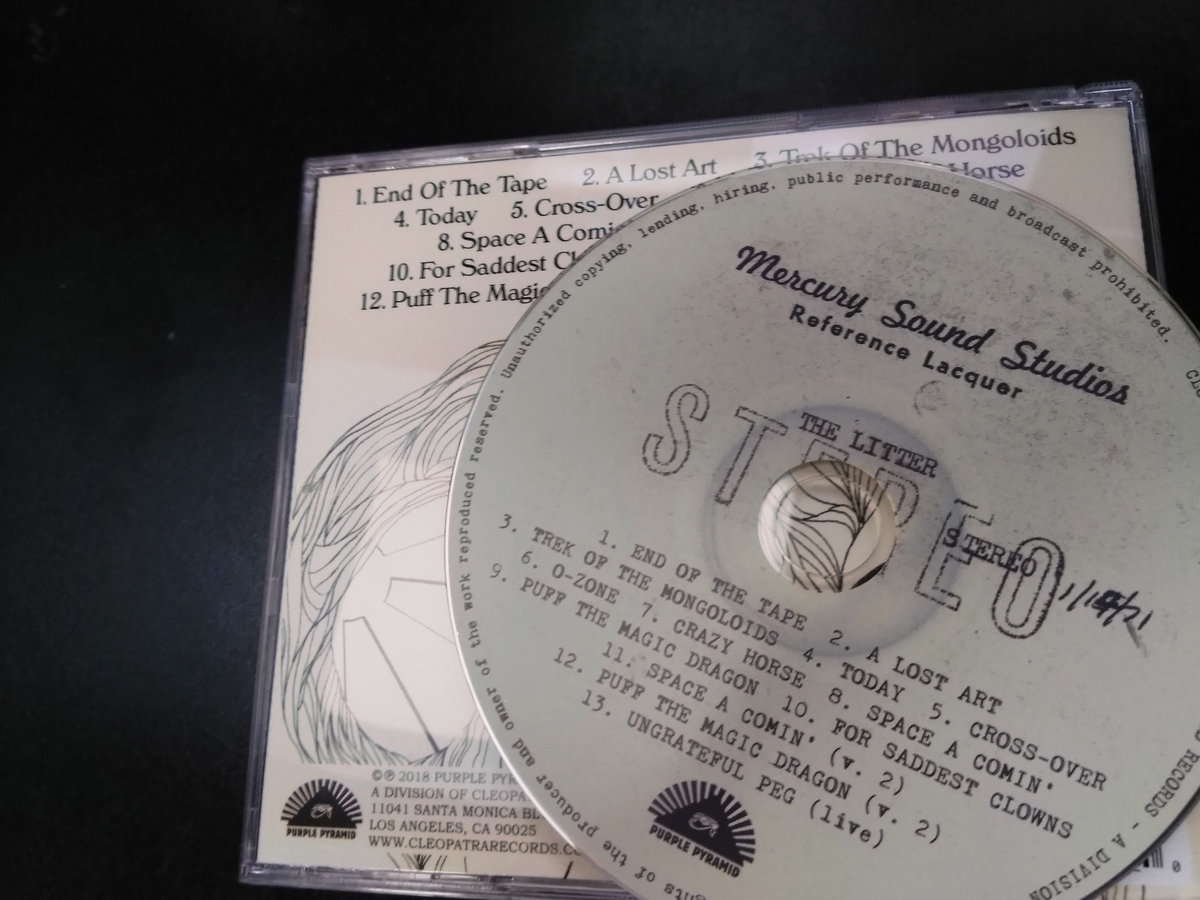 1. End Of The Tape 2. A Lost Art 3. Trek Of The Mongoloids
4. Today 5. Cross-Over Horse
8. Space A Comi
10. For Saddest Cl
12. Puff The Magic
©℗ 2018 PURPLE PYR
A DIVISION OF CLEOPA
11041 SANTA MONICA BL
LOS ANGELES, CA 90025
WWW.CLEOPATRARECORDS.CO
PURPLE PYRAMID
Mercury Sound Studios
Reference Lacquer
STEREO
THE LITTER
STEREO
1. END OF THE TAPE 2. A LOST ART
3. TREK OF THE MONGOLOIDS 4. TODAY 5. CROSS-OVER
6. O-ZONE 7. CRAZY HORSE 8. SPACE A COMIN'
9. PUFF THE MAGIC DRAGON 10. FOR SADDEST CLOWNS
11. SPACE A COMIN' (v. 2)
12. PUFF THE MAGIC DRAGON (v. 2)
13. UNGRATEFUL PEG (live)
PURPLE PYRAMID
ghts of the producer and owner of the work reproduced reserved. Unauthorized copying, lending, hiring, public performance and broadcast prohibited.
RECORDS - A DIVISION